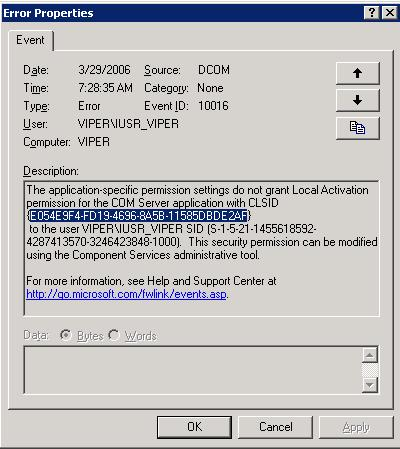 Error Properties
Event
Date: 3/29/2006 Source: DCOM
Time: 7:28:35 AM Category: None
Type: Error Event ID: 10016
User: VIPER\IUSR_VIPER
Computer: VIPER
Description:
The application-specific permission settings do not grant Local Activation
permission for the COM Server application with CLSID
{E054E9F4-FD19-4696-8A5B-11585DBDE2AF}
to the user VIPER\IUSR_VIPER SID (S-1-5-21-1455618592-
4287413570-3246423848-1000). This security permission can be modified
using the Component Services administrative tool.
For more information, see Help and Support Center at
http://go.microsoft.com/fwlink/events.asp.
Data: Bytes Words
OK Cancel Apply